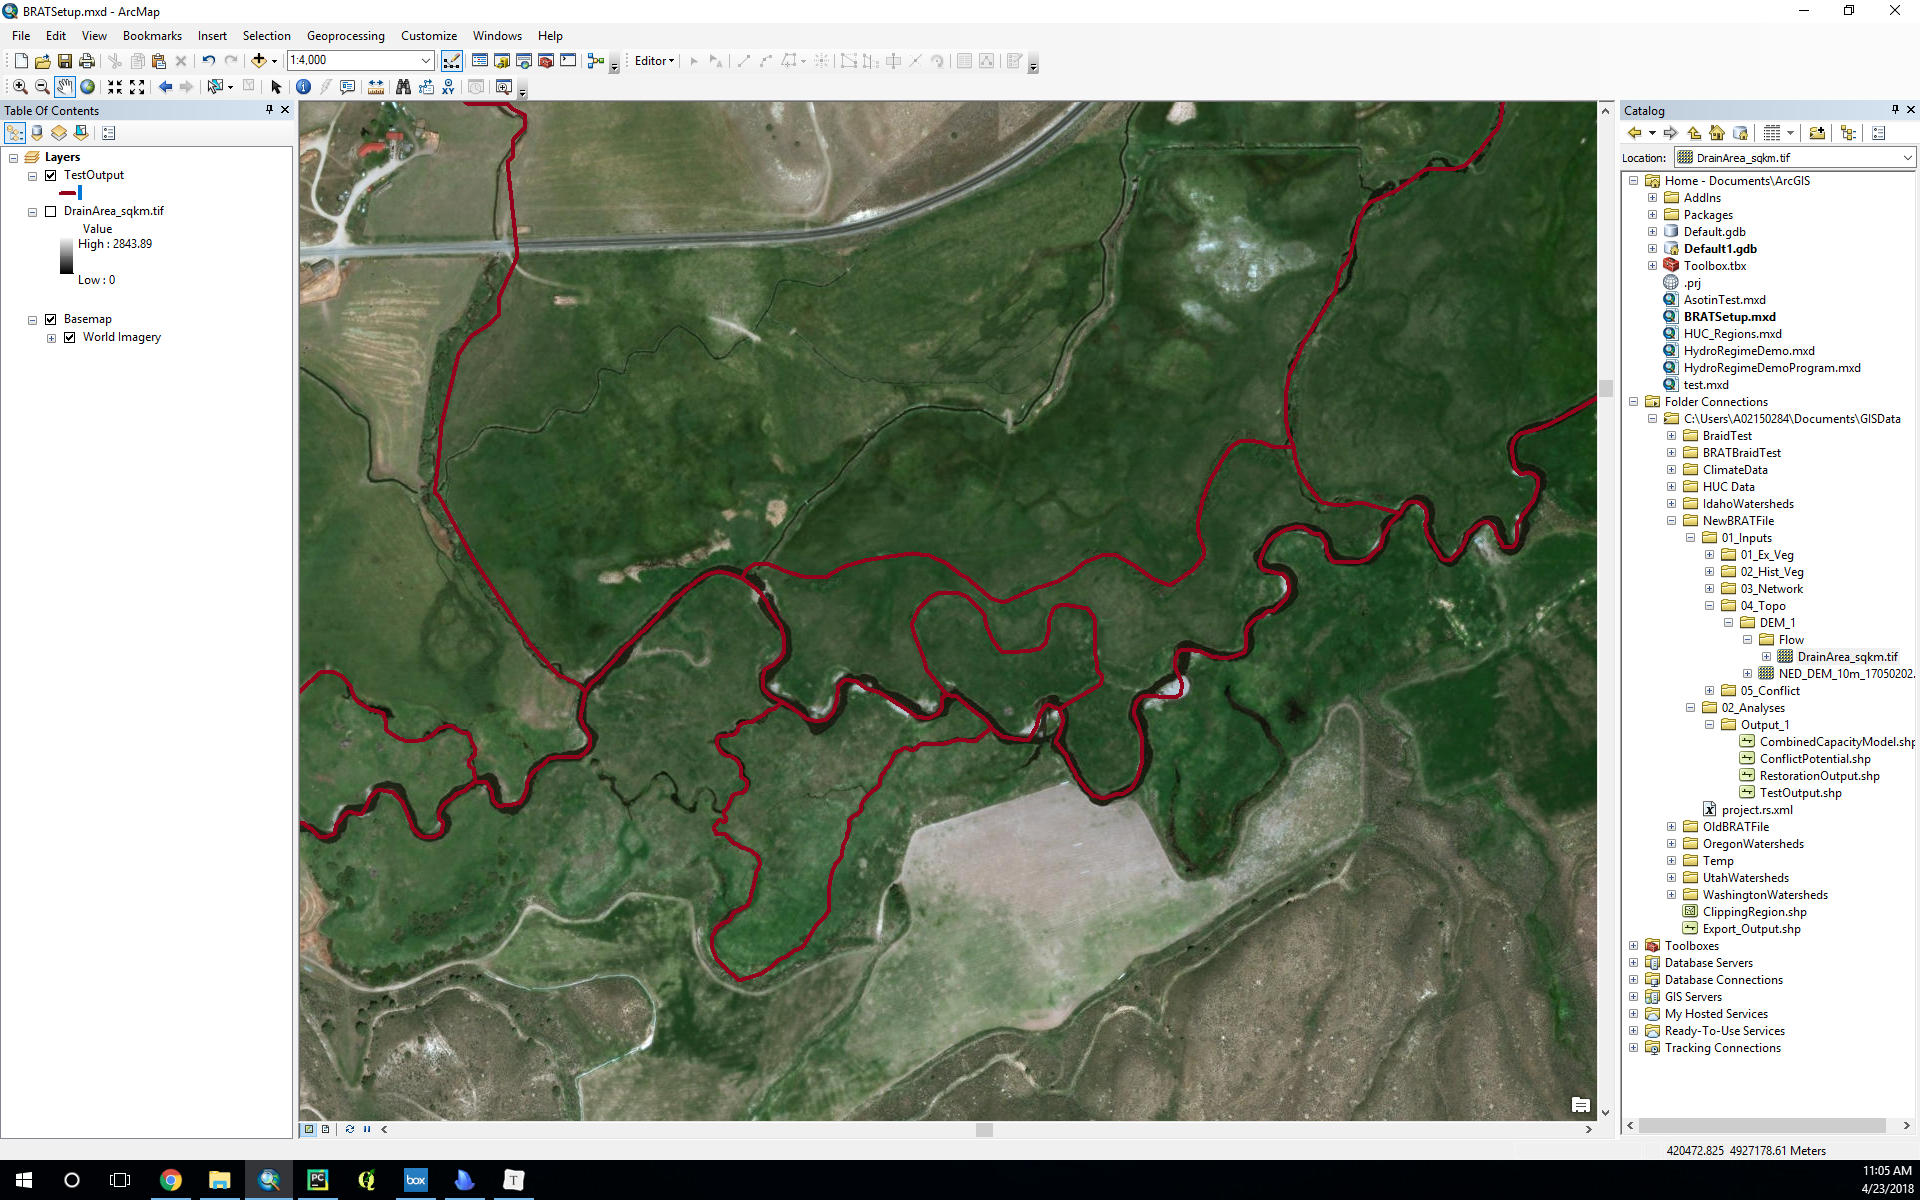 BRATSetup.mxd - ArcMap
File Edit View Bookmarks Insert Selection Geoprocessing Customize Windows Help
1:4,000
Editor
Table Of Contents
Layers
TestOutput
DrainArea_sqkm.tif
Value
High : 2843.89
Low : 0
Basemap
World Imagery
Catalog
Location: DrainArea_sqkm.tif
Home - Documents\ArcGIS
AddIns
Packages
Default.gdb
Default1.gdb
Toolbox.tbx
.prj
AsotinTest.mxd
BRATSetup.mxd
HUC_Regions.mxd
HydroRegimeDemo.mxd
HydroRegimeDemoProgram.mxd
test.mxd
Folder Connections
C:\Users\A02150284\Documents\GISData
BraidTest
BRATBraidTest
ClimateData
HUC Data
IdahoWatersheds
NewBRATFile
01_Inputs
01_Ex_Veg
02_Hist_Veg
03_Network
04_Topo
DEM_1
Flow
DrainArea_sqkm.tif
NED_DEM_10m_17050202.
05_Conflict
02_Analyses
Output_1
CombinedCapacityModel.shp
ConflictPotential.shp
RestorationOutput.shp
TestOutput.shp
project.rs.xml
OldBRATFile
OregonWatersheds
Temp
UtahWatersheds
WashingtonWatersheds
ClippingRegion.shp
Export_Output.shp
Toolboxes
Database Servers
Database Connections
GIS Servers
My Hosted Services
Ready-To-Use Services
Tracking Connections
420472.825 4927178.61 Meters
PC
box
T
11:05 AM
4/23/2018